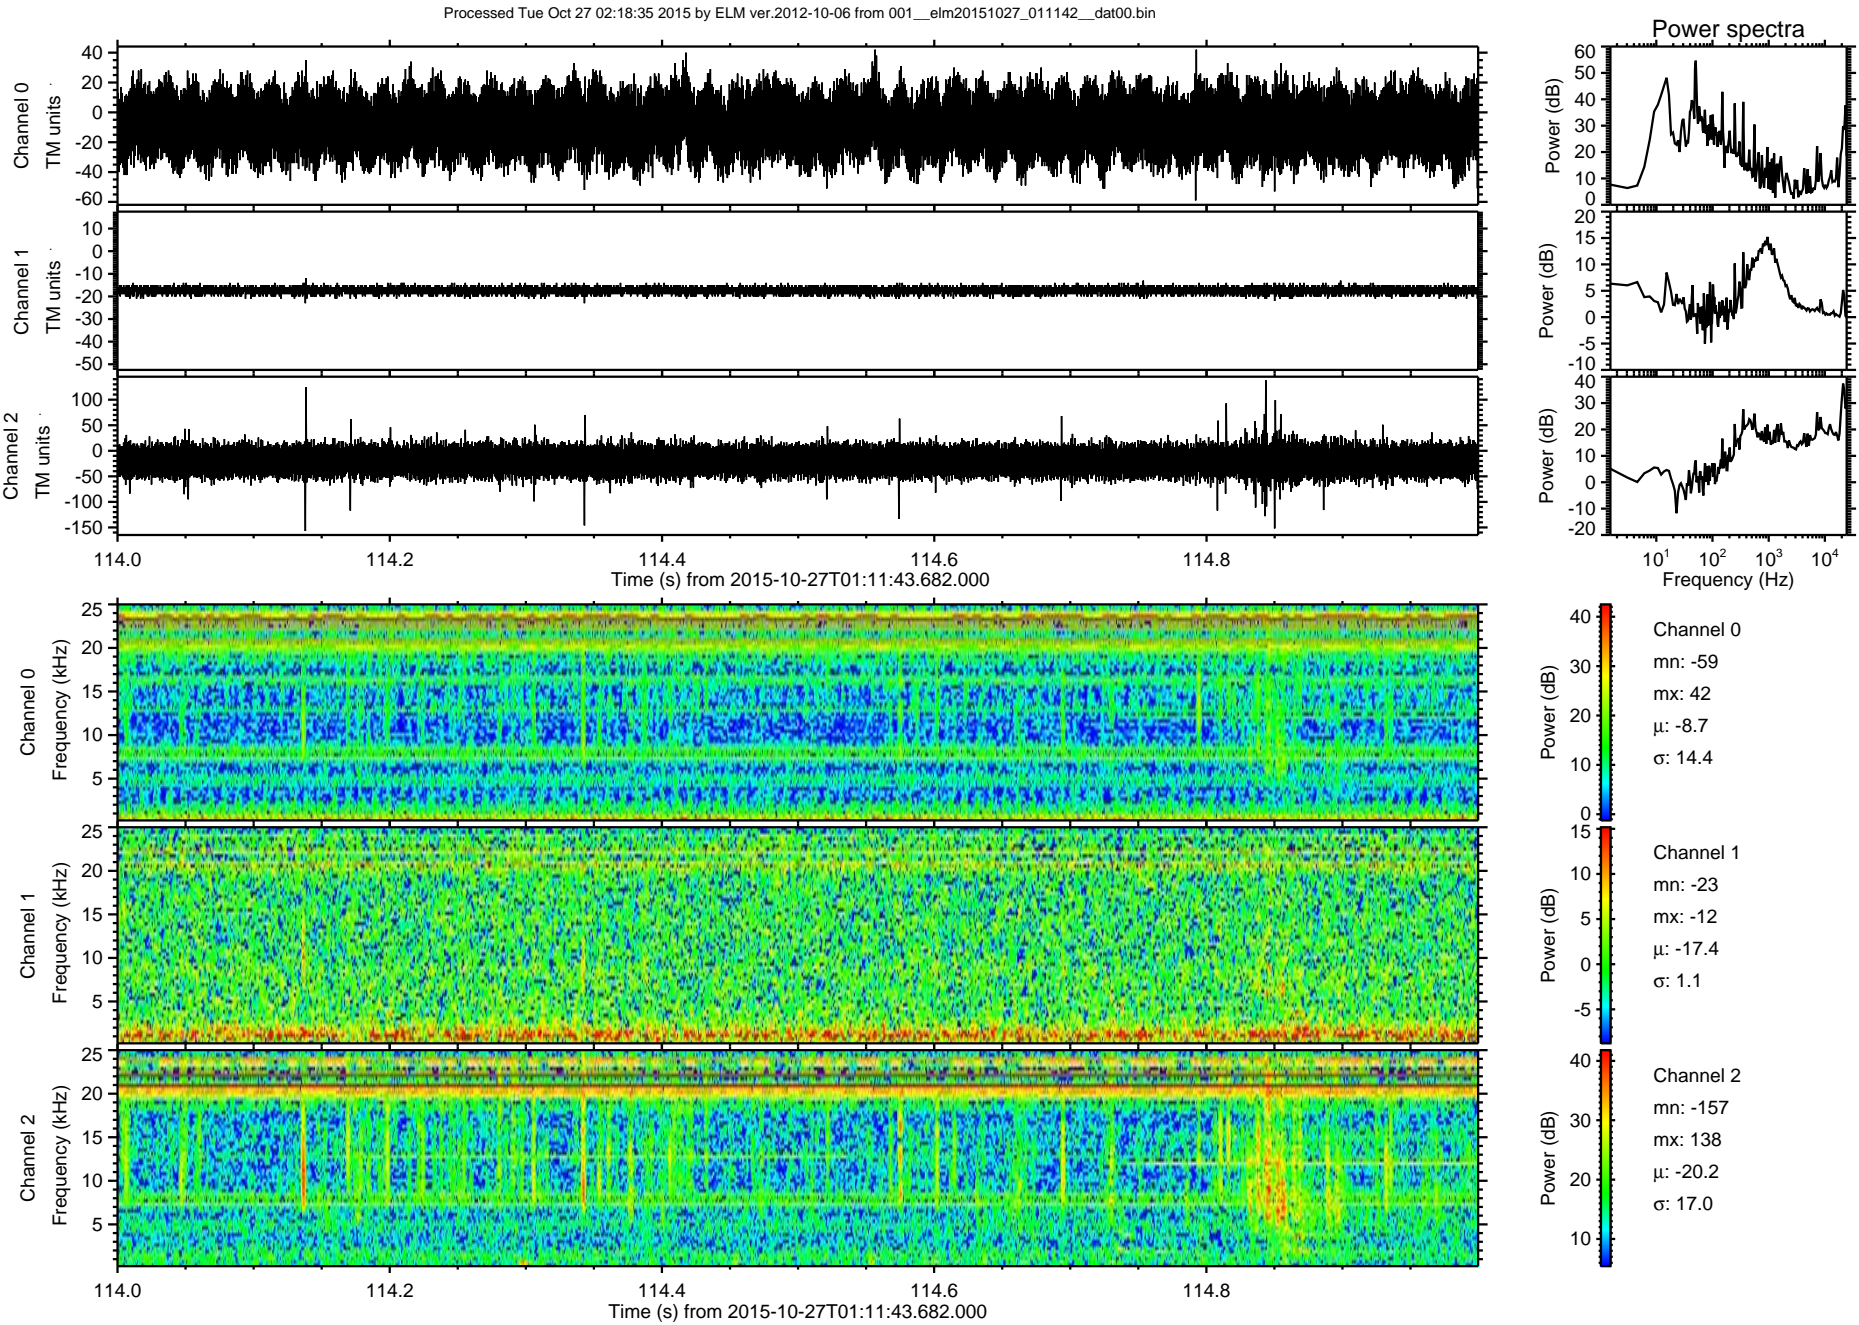 Processed Tue Oct 27 02:18:35 2015 by ELM ver.2012-10-06 from 001__elm20151027_011142__dat00.bin
Power spectra
Channel 0
TM units
40
20
0
-20
-40
-60
Power (dB)
60
50
40
30
20
10
0
Channel 1
TM units
10
0
-10
-20
-30
-40
-50
Power (dB)
20
15
10
5
0
-5
-10
Channel 2
TM units
100
50
0
-50
-100
-150
Power (dB)
40
30
20
10
0
-10
-20
114.0 114.2 114.4 114.6 114.8
Time (s) from 2015-10-27T01:11:43.682.000
10^1 10^2 10^3 10^4
Frequency (Hz)
Channel 0
Frequency (kHz)
25
20
15
10
5
Power (dB)
40
30
20
10
0
Channel 0
mn: -59
mx: 42
μ: -8.7
σ: 14.4
Channel 1
Frequency (kHz)
25
20
15
10
5
Power (dB)
15
10
5
0
-5
Channel 1
mn: -23
mx: -12
μ: -17.4
σ: 1.1
Channel 2
Frequency (kHz)
25
20
15
10
5
Power (dB)
40
30
20
10
Channel 2
mn: -157
mx: 138
μ: -20.2
σ: 17.0
114.0 114.2 114.4 114.6 114.8
Time (s) from 2015-10-27T01:11:43.682.000